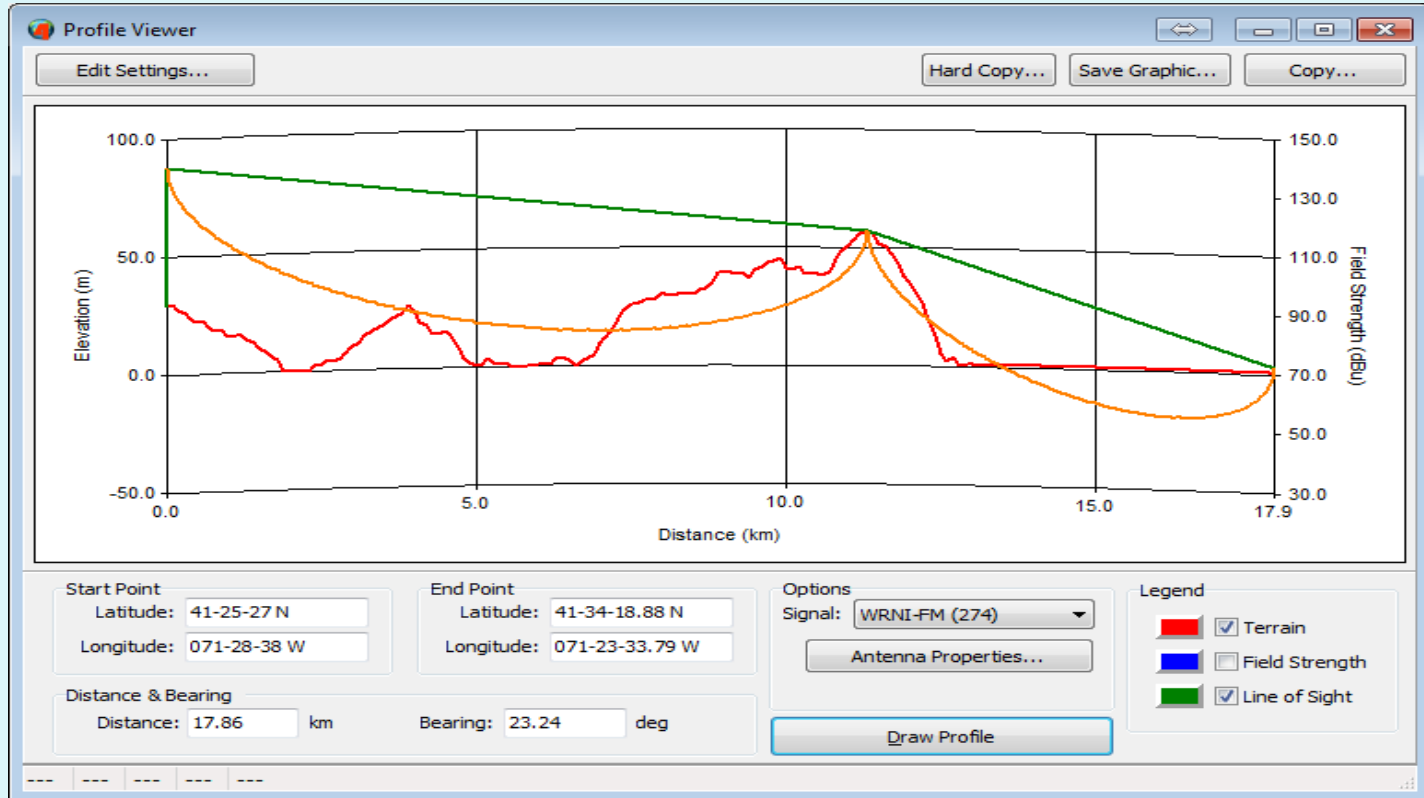 Profile Viewer
Edit Settings...
Hard Copy...
Save Graphic...
Copy...
100.0
50.0
0.0
-50.0
Elevation (m)
150.0
130.0
110.0
90.0
70.0
50.0
30.0
Field Strength (dBu)
0.0
5.0
10.0
15.0
17.9
Distance (km)
Start Point
Latitude: 41-25-27 N
Longitude: 071-28-38 W
End Point
Latitude: 41-34-18.88 N
Longitude: 071-23-33.79 W
Distance & Bearing
Distance: 17.86 km
Bearing: 23.24 deg
Options
Signal: WRNI-FM (274)
Antenna Properties...
Draw Profile
Legend
Terrain
Field Strength
Line of Sight
--- --- --- --- ---